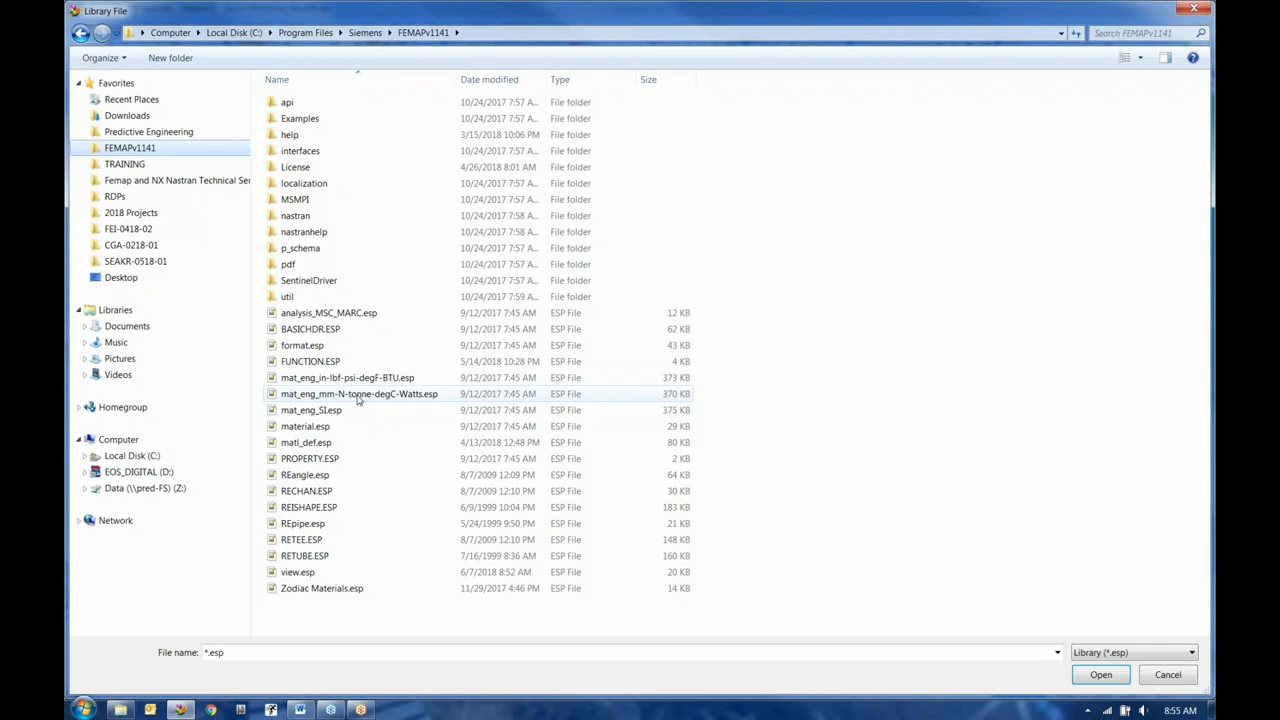 Library File
Computer Local Disk (C:) Program Files Siemens FEMAPv1141
Search FEMAPv1141
Organize New folder
Name Date modified Type Size
Favorites
Recent Places
Downloads
Predictive Engineering
FEMAPv1141
TRAINING
Femap and NX Nastran Technical Ser
RDPs
2018 Projects
FEI-0418-02
CGA-0218-01
SEAKR-0518-01
Desktop
Libraries
Documents
Music
Pictures
Videos
Homegroup
Computer
Local Disk (C:)
EOS_DIGITAL (D:)
Data (\\pred-FS) (Z:)
Network
api 10/24/2017 7:57 A... File folder
Examples 10/24/2017 7:57 A... File folder
help 3/15/2018 10:06 PM File folder
interfaces 10/24/2017 7:57 A... File folder
License 4/26/2018 8:01 AM File folder
localization 10/24/2017 7:57 A... File folder
MSMPI 10/24/2017 7:57 A... File folder
nastran 10/24/2017 7:58 A... File folder
nastranhelp 10/24/2017 7:58 A... File folder
p_schema 10/24/2017 7:57 A... File folder
pdf 10/24/2017 7:57 A... File folder
SentinelDriver 10/24/2017 7:57 A... File folder
util 10/24/2017 7:59 A... File folder
analysis_MSC_MARC.esp 9/12/2017 7:45 AM ESP File 12 KB
BASICHDR.ESP 9/12/2017 7:45 AM ESP File 62 KB
format.esp 9/12/2017 7:45 AM ESP File 43 KB
FUNCTION.ESP 5/14/2018 10:28 PM ESP File 4 KB
mat_eng_in-lbf-psi-degF-BTU.esp 9/12/2017 7:45 AM ESP File 373 KB
mat_eng_mm-N-tonne-degC-Watts.esp 9/12/2017 7:45 AM ESP File 370 KB
mat_eng_SI.esp 9/12/2017 7:45 AM ESP File 375 KB
material.esp 9/12/2017 7:45 AM ESP File 29 KB
matl_def.esp 4/13/2018 12:48 PM ESP File 80 KB
PROPERTY.ESP 9/12/2017 7:45 AM ESP File 2 KB
REangle.esp 8/7/2009 12:09 PM ESP File 64 KB
RECHAN.ESP 8/7/2009 12:10 PM ESP File 30 KB
REISHAPE.ESP 6/9/1999 10:04 PM ESP File 183 KB
REpipe.esp 5/24/1999 9:50 PM ESP File 21 KB
RETEE.ESP 8/7/2009 12:10 PM ESP File 148 KB
RETUBE.ESP 7/16/1999 8:36 AM ESP File 160 KB
view.esp 6/7/2018 8:52 AM ESP File 20 KB
Zodiac Materials.esp 11/29/2017 4:46 PM ESP File 14 KB
File name: *.esp Library (*.esp)
Open Cancel
8:55 AM